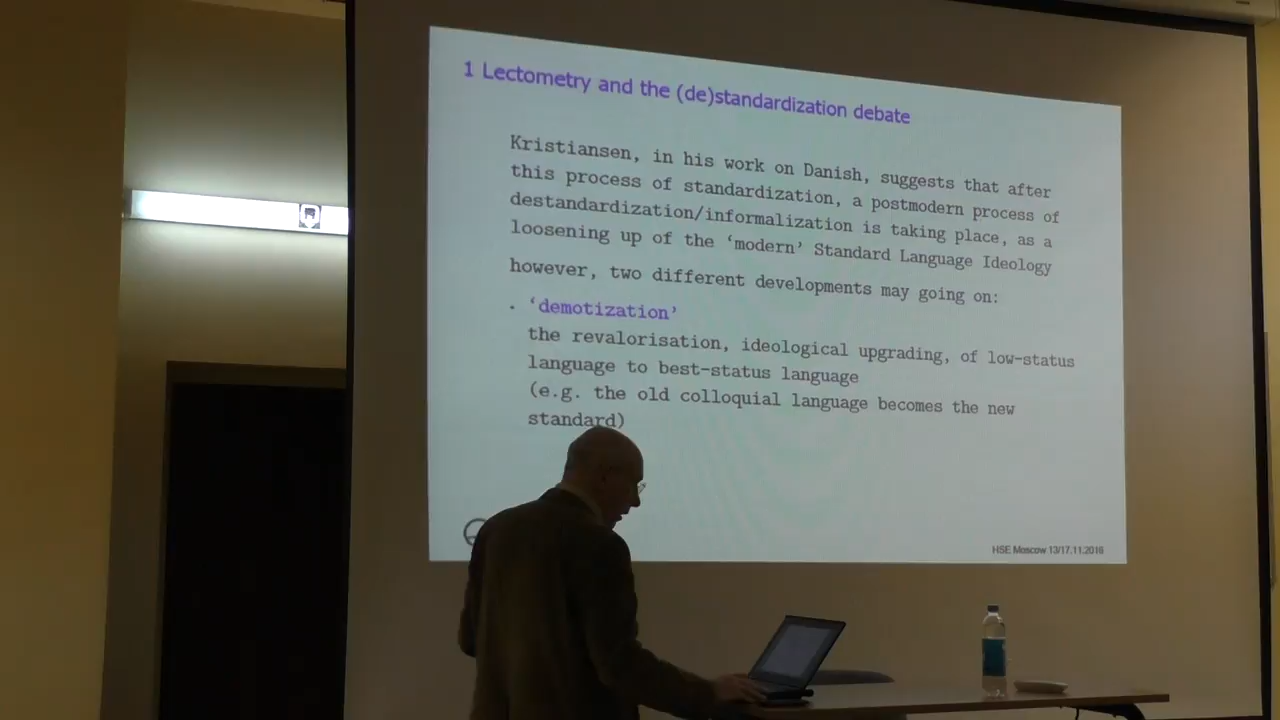 1 Lectometry and the (de)standardization debate
Kristiansen, in his work on Danish, suggests that after
this process of standardization, a postmodern process of
destandardization/informalization is taking place, as a
loosening up of the ‘modern’ Standard Language Ideology
however, two different developments may going on:
. ‘demotization’
the revalorisation, ideological upgrading, of low-status
language to best-status language
(e.g. the old colloquial language becomes the new
standard)
HSE Moscow 13/17.11.2016